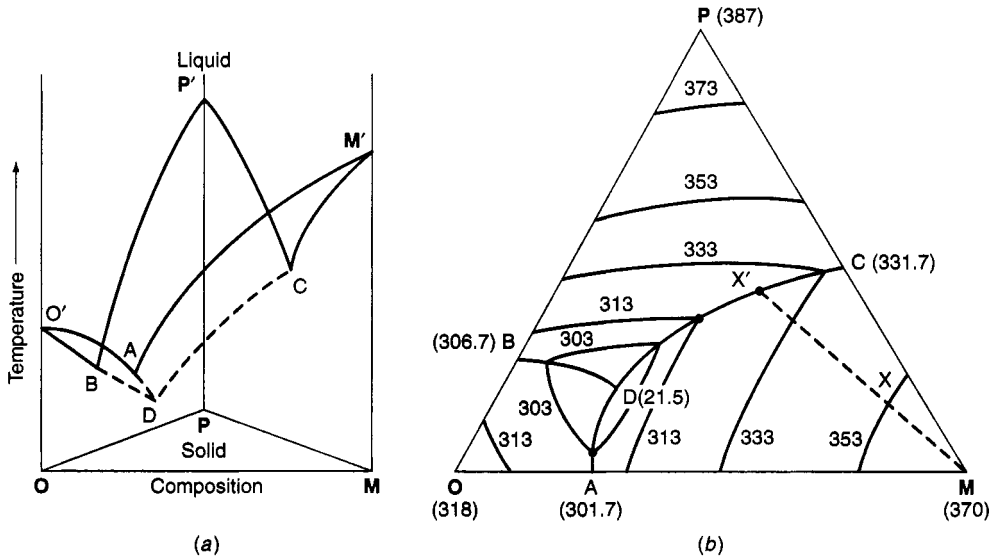 Liquid
P′
M′
Temperature
O′
A
B
C
D
P
Solid
O
Composition
M
(a)
P (387)
373
353
333
C (331.7)
X′
313
(306.7) B
303
X
D(21.5)
303
313
313
333
353
O
A
M
(318)
(301.7)
(370)
(b)